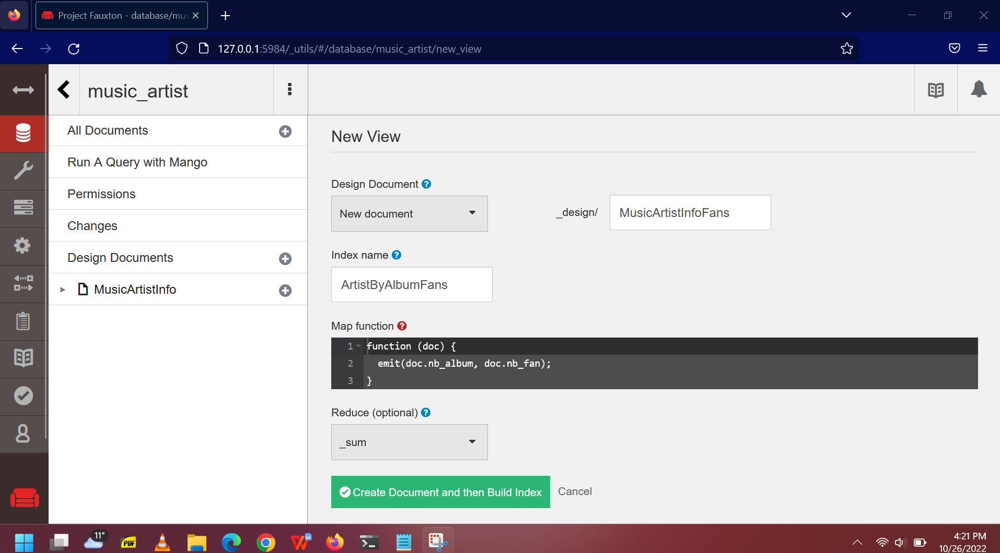 Project Fauxton - database/mus
127.0.0.1:5984/_utils/#/database/music_artist/new_view
music_artist
All Documents
Run A Query with Mango
Permissions
Changes
Design Documents
MusicArtistInfo
New View
Design Document ?
New document
_design/
MusicArtistInfoFans
Index name ?
ArtistByAlbumFans
Map function ?
1 function (doc) {
2 emit(doc.nb_album, doc.nb_fan);
3 }
Reduce (optional) ?
_sum
Create Document and then Build Index
Cancel
11°
PDF
W
4:21 PM
10/26/2022